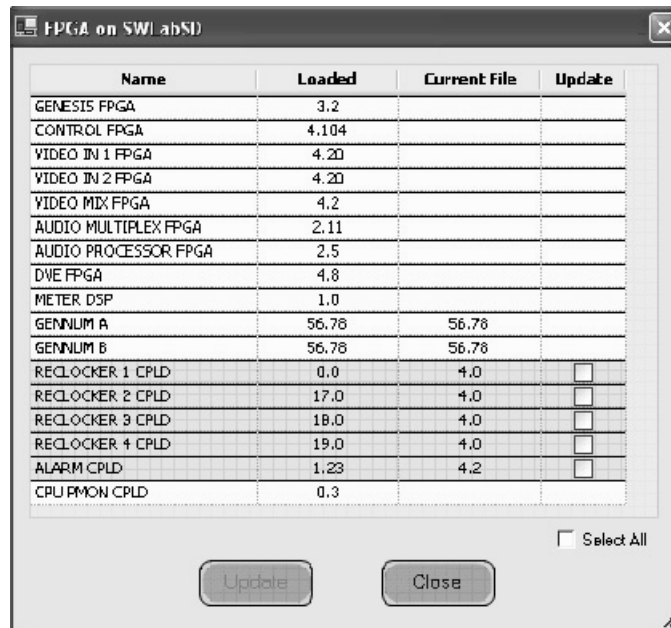 FPGA on SWLabSD
Name Loaded Current File Update
GENESIS FPGA 3.2
CONTROL FPGA 4.104
VIDEO IN 1 FPGA 4.20
VIDEO IN 2 FPGA 4.20
VIDEO MIX FPGA 4.2
AUDIO MULTIPLEX FPGA 2.11
AUDIO PROCESSOR FPGA 2.5
DVE FPGA 4.8
METER DSP 1.0
GENNUM A 56.78 56.78
GENNUM B 56.78 56.78
RECLOCKER 1 CPLD 0.0 4.0
RECLOCKER 2 CPLD 17.0 4.0
RECLOCKER 3 CPLD 18.0 4.0
RECLOCKER 4 CPLD 19.0 4.0
ALARM CPLD 1.23 4.2
CPU PMON CPLD 0.3
Select All
Update Close